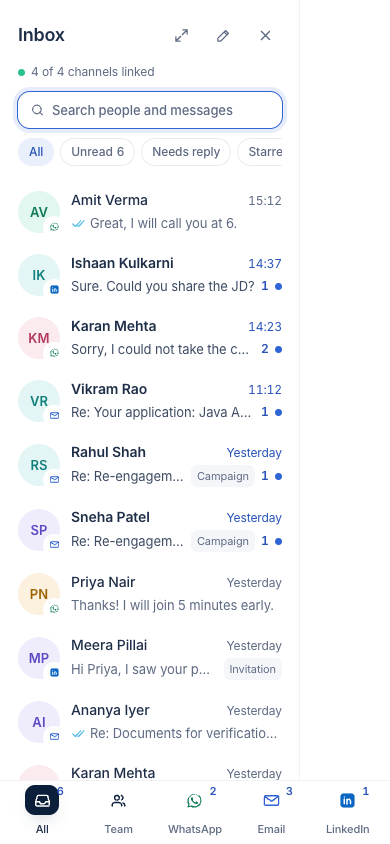 Inbox
4 of 4 channels linked
Search people and messages
All
Unread 6
Needs reply
Starre
AV
Amit Verma
15:12
Great, I will call you at 6.
IK
Ishaan Kulkarni
14:37
Sure. Could you share the JD?
1
KM
Karan Mehta
14:23
Sorry, I could not take the c...
2
VR
Vikram Rao
11:12
Re: Your application: Java A...
1
RS
Rahul Shah
Yesterday
Re: Re-engagem...
Campaign
1
SP
Sneha Patel
Yesterday
Re: Re-engagem...
Campaign
1
PN
Priya Nair
Yesterday
Thanks! I will join 5 minutes early.
MP
Meera Pillai
Yesterday
Hi Priya, I saw your p...
Invitation
AI
Ananya Iyer
Yesterday
Re: Documents for verificatio...
Karan Mehta
Yesterday
6
2
3
in
1
All
Team
WhatsApp
Email
LinkedIn